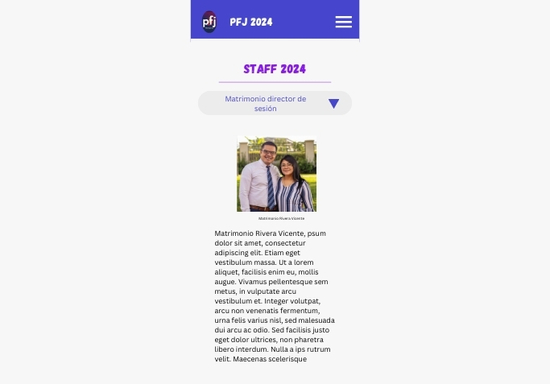 pfj
PFJ 2024
STAFF 2024
Matrimonio director de
sesión
Matrimonio Rivera Vicente
Matrimonio Rivera Vicente, psum
dolor sit amet, consectetur
adipiscing elit. Etiam eget
vestibulum massa. Ut a lorem
aliquet, facilisis enim eu, mollis
augue. Vivamus pellentesque sem
metus, in vulputate arcu
vestibulum et. Integer volutpat,
arcu non venenatis fermentum,
urna felis varius nisl, sed malesuada
dui arcu ac odio. Sed facilisis justo
eget dolor ultrices, non pharetra
libero interdum. Nulla a ips rutrum
velit. Maecenas scelerisque